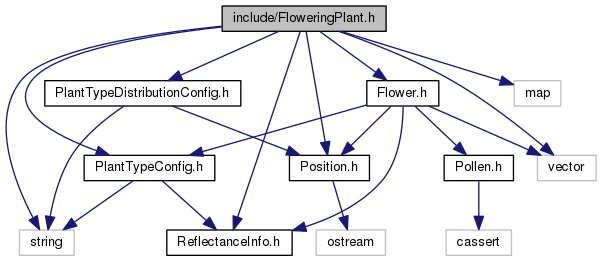 include/FloweringPlant.h
PlantTypeDistributionConfig.h
Flower.h
map
PlantTypeConfig.h
Position.h
Pollen.h
vector
string
ReflectanceInfo.h
ostream
cassert